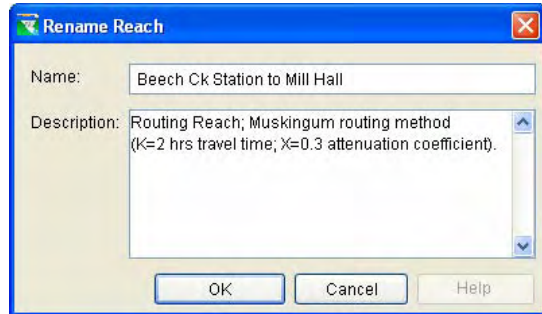 Rename Reach
Name: Beech Ck Station to Mill Hall
Description: Routing Reach; Muskingum routing method
(K=2 hrs travel time; X=0.3 attenuation coefficient).
OK Cancel Help